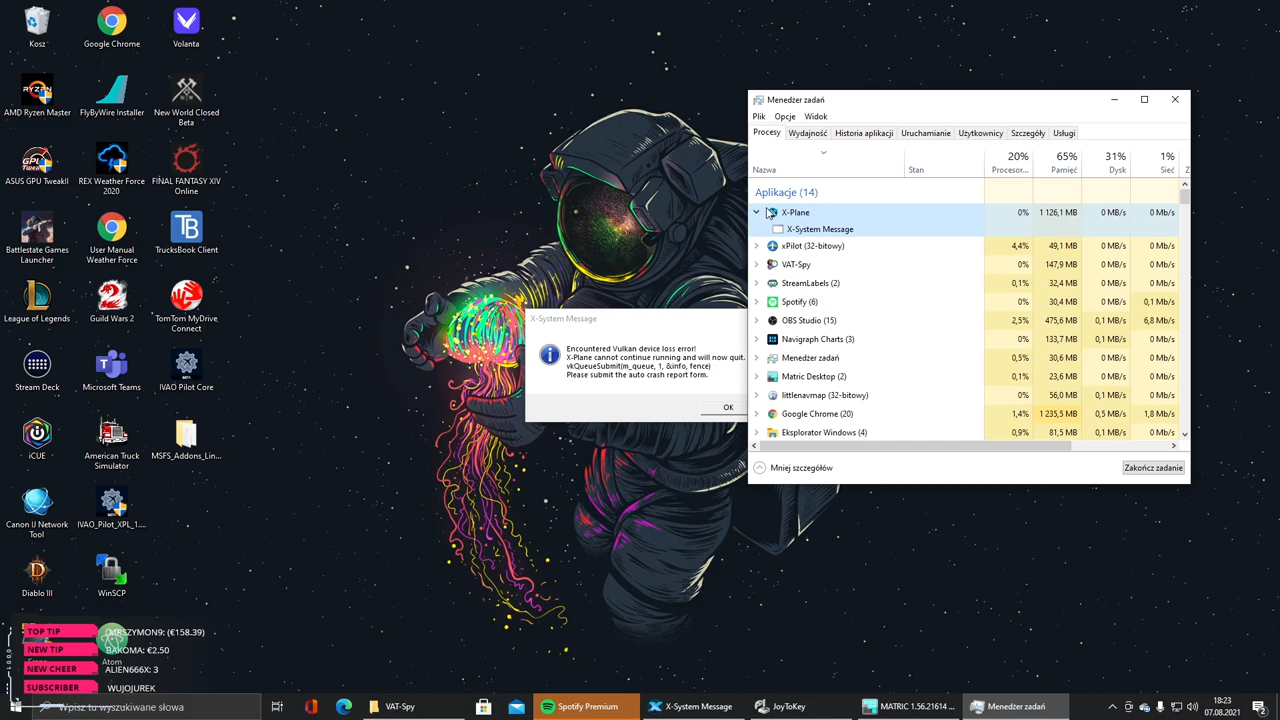 Kosz
Google Chrome
Volanta
AMD Ryzen Master
FlyByWire Installer
New World Closed
Beta
ASUS GPU TweakII
REX Weather Force
2020
FINAL FANTASY XIV
Online
Battlestate Games
Launcher
User Manual
Weather Force
TrucksBook Client
League of Legends
Guild Wars 2
TomTom MyDrive
Connect
Stream Deck
Microsoft Teams
IVAO Pilot Core
iCUE
American Truck
Simulator
MSFS_Addons_Lin...
Canon IJ Network
Tool
IVAO_Pilot_XPL_1....
Diablo III
WinSCP
Atom
TOP TIP MRSZYMON9: (€158.39)
NEW TIP BAKOMA: €2.50
NEW CHEER ALIEN666X: 3
SUBSCRIBER WUJOJUREK
X-System Message
Encountered Vulkan device loss error!
X-Plane cannot continue running and will now quit.
vkQueueSubmit(m_queue, 1, &info, fence)
Please submit the auto crash report form.
OK
Menedżer zadań
Plik Opcje Widok
Procesy Wydajność Historia aplikacji Uruchamianie Użytkownicy Szczegóły Usługi
20% 65% 31% 1%
Nazwa Stan Procesor... Pamięć Dysk Sieć Z
Aplikacje (14)
X-Plane 0% 1 126,1 MB 0 MB/s 0 Mb/s
X-System Message
xPilot (32-bitowy) 4,4% 49,1 MB 0 MB/s 0 Mb/s
VAT-Spy 0% 147,9 MB 0 MB/s 0 Mb/s
StreamLabels (2) 0,1% 32,4 MB 0 MB/s 0 Mb/s
Spotify (6) 0% 30,4 MB 0 MB/s 0,1 Mb/s
OBS Studio (15) 2,5% 475,6 MB 0,1 MB/s 6,8 Mb/s
Navigraph Charts (3) 0% 133,7 MB 0,1 MB/s 0 Mb/s
Menedżer zadań 0,5% 30,6 MB 0 MB/s 0 Mb/s
Matric Desktop (2) 0,1% 23,6 MB 0,1 MB/s 0 Mb/s
littlenavmap (32-bitowy) 0% 56,0 MB 0,1 MB/s 0 Mb/s
Google Chrome (20) 1,4% 1 235,5 MB 0,5 MB/s 1,8 Mb/s
Eksplorator Windows (4) 0,9% 81,5 MB 0,1 MB/s 0 Mb/s
Mniej szczegółów
Zakończ zadanie
Wpisz tu wyszukiwane słowa
VAT-Spy
Spotify Premium
X-System Message
JoyToKey
MATRIC 1.56.21614 ...
Menedżer zadań
18:23
07.08.2021
2